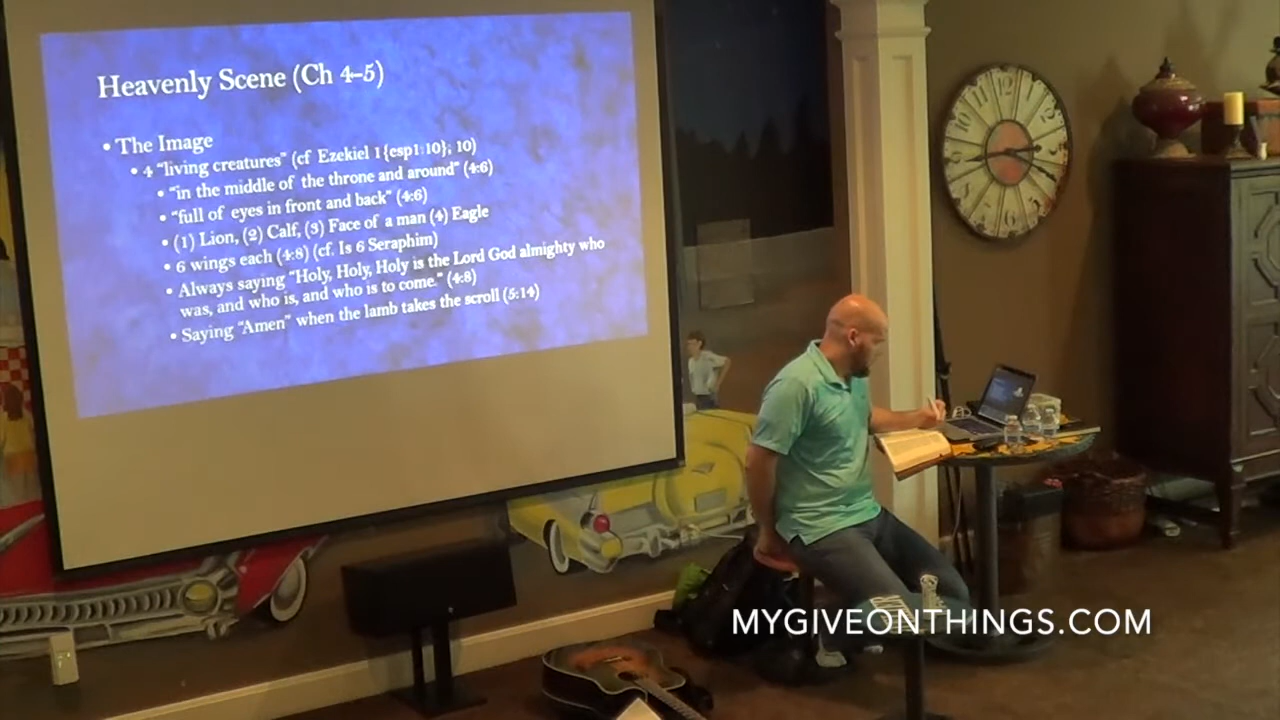 Heavenly Scene (Ch 4-5)
• The Image
• 4 “living creatures” (cf Ezekiel 1{esp1:10}; 10)
• “in the middle of the throne and around” (4:6)
• “full of eyes in front and back” (4:6)
• (1) Lion, (2) Calf, (3) Face of a man (4) Eagle
• 6 wings each (4:8) (cf. Is 6 Seraphim)
• Always saying “Holy, Holy, Holy is the Lord God almighty who
was, and who is, and who is to come.” (4:8)
• Saying “Amen” when the lamb takes the scroll (5:14)
MYGIVEONTHINGS.COM